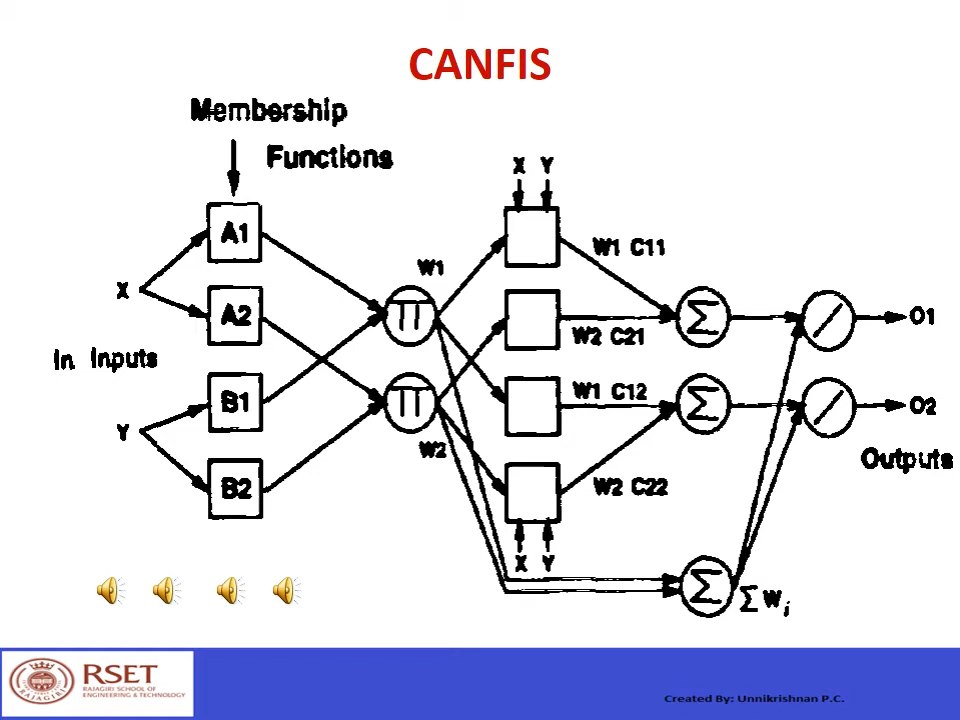 CANFIS
Membership
Functions
X Y
A1
W1
W1 C11
X
A2
∏
Σ
/
O1
W2 C21
In Inputs
B1
∏
W1 C12
Σ
/
O2
Y
W2
Outputs
B2
W2 C22
X Y
Σ
Σ Wi
RSET
RAJAGIRI SCHOOL OF
ENGINEERING & TECHNOLOGY
RAJAGIRI
Created By: Unnikrishnan P.C.